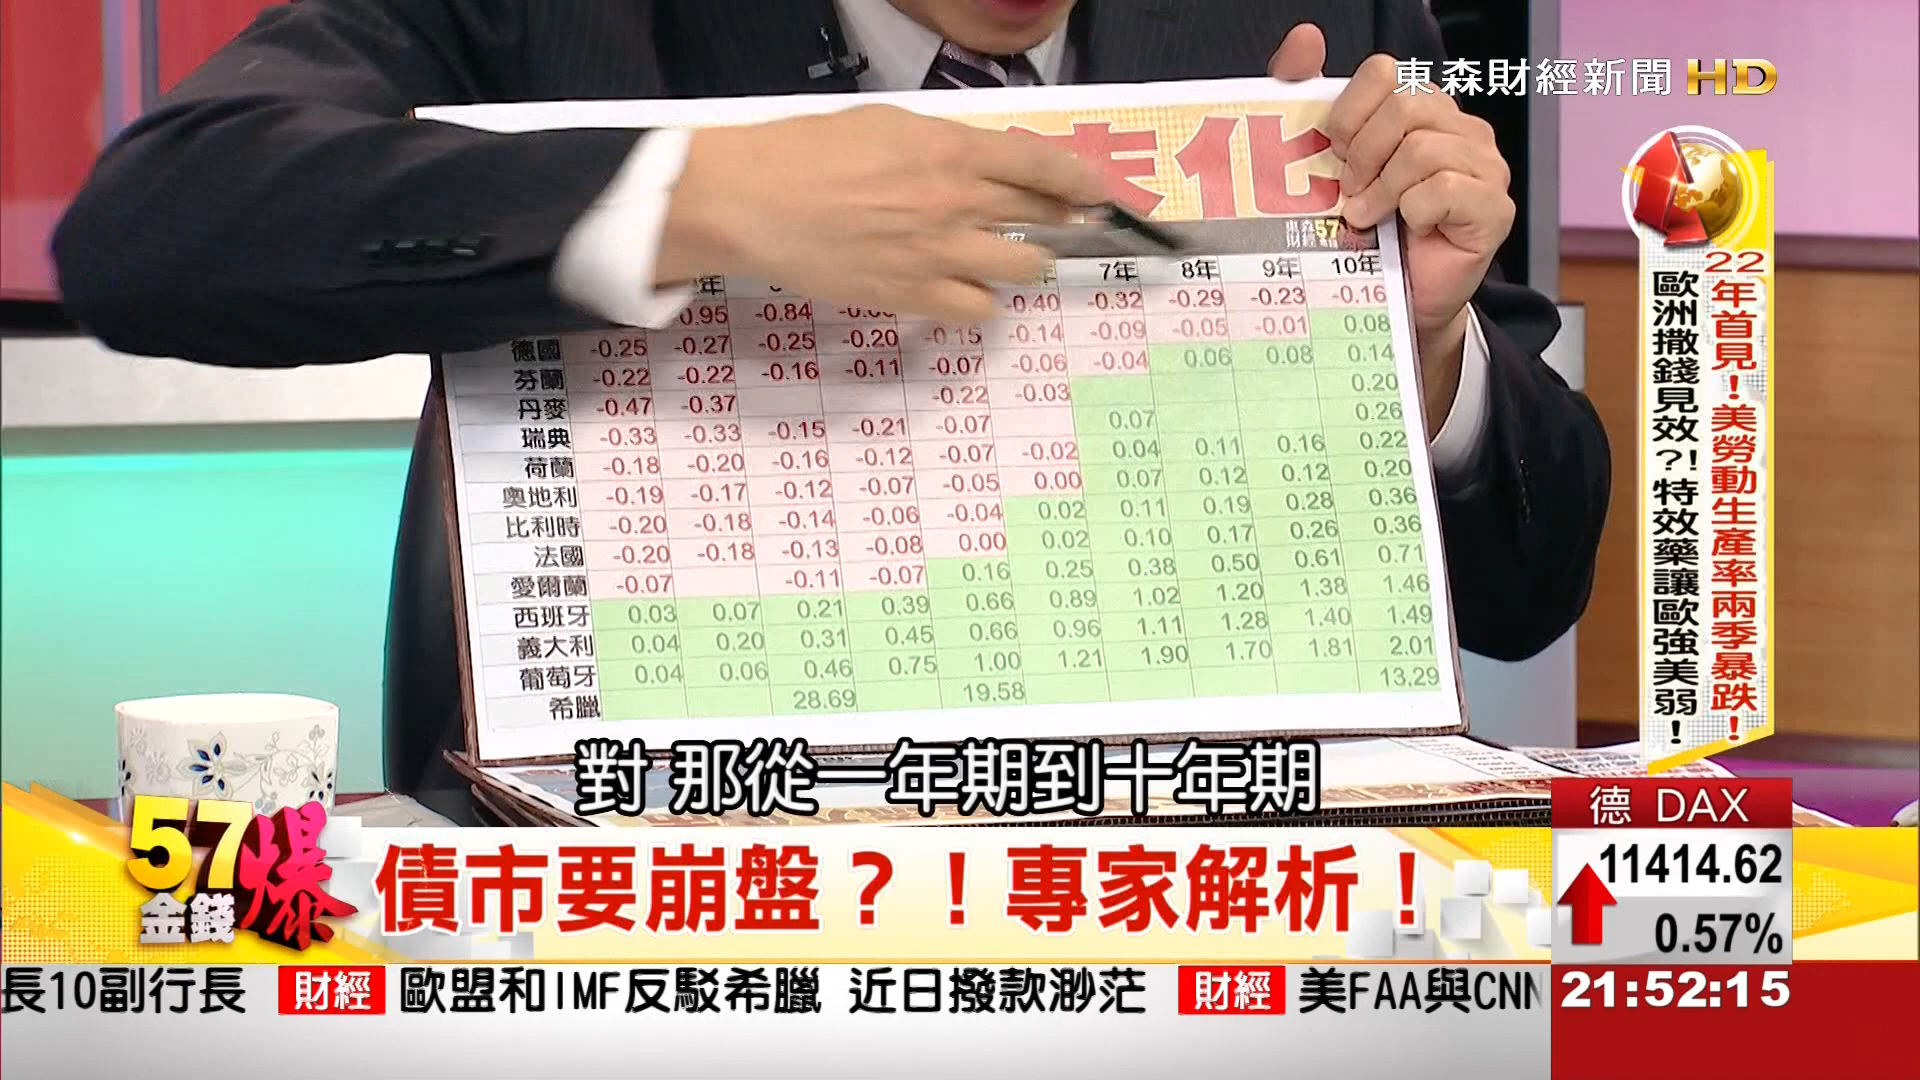 東森財經新聞 HD
末化
東森財經 57
年 7年 8年 9年 10年
-0.95 -0.84 -0.40 -0.32 -0.29 -0.23 -0.16
德國 -0.25 -0.27 -0.25 -0.20 -0.15 -0.14 -0.09 -0.05 -0.01 0.08
芬蘭 -0.22 -0.22 -0.16 -0.11 -0.07 -0.06 -0.04 0.06 0.08 0.14
丹麥 -0.47 -0.37 -0.22 -0.03 0.20
瑞典 -0.33 -0.33 -0.15 -0.21 -0.07 0.07 0.26
荷蘭 -0.18 -0.20 -0.16 -0.12 -0.07 -0.02 0.04 0.11 0.16 0.22
奧地利 -0.19 -0.17 -0.12 -0.07 -0.05 0.00 0.07 0.12 0.12 0.20
比利時 -0.20 -0.18 -0.14 -0.06 -0.04 0.02 0.11 0.19 0.28 0.36
法國 -0.20 -0.18 -0.13 -0.08 0.00 0.02 0.10 0.17 0.26 0.36
愛爾蘭 -0.07 -0.11 -0.07 0.16 0.25 0.38 0.50 0.61 0.71
西班牙 0.03 0.07 0.21 0.39 0.66 0.89 1.02 1.20 1.38 1.46
義大利 0.04 0.20 0.31 0.45 0.66 0.96 1.11 1.28 1.40 1.49
葡萄牙 0.04 0.06 0.46 0.75 1.00 1.21 1.90 1.70 1.81 2.01
希臘 28.69 19.58 13.29
22年首見！美勞動生產率兩季暴跌！
歐洲撒錢見效？！特效藥讓歐強美弱！
對 那從一年期到十年期
57金錢爆
債市要崩盤？！專家解析！
德 DAX
11414.62
0.57%
長10副行長 財經 歐盟和IMF反駁希臘 近日撥款渺茫 財經 美FAA與CNN
21:52:15